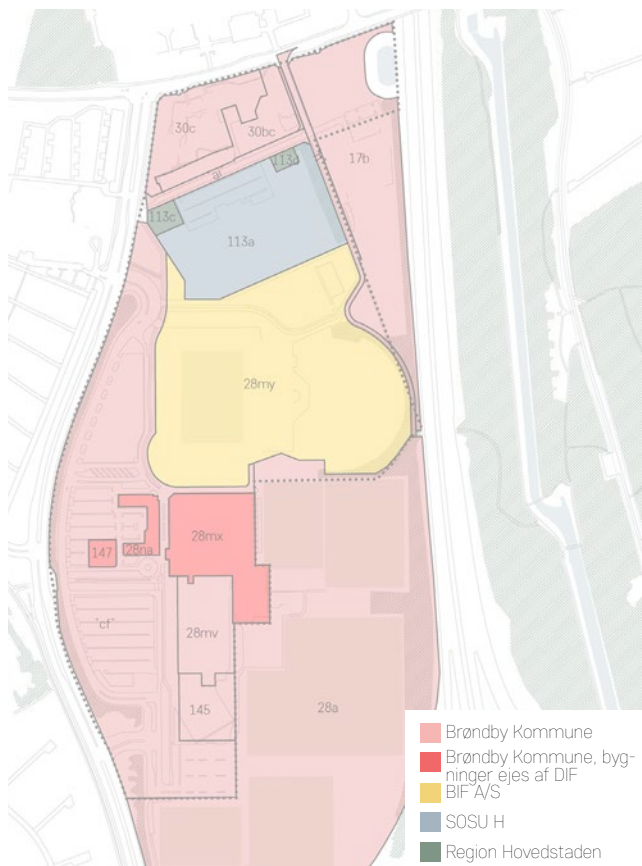 30c
30bc
17b
113d
al
113c
113a
28my
28mx
147
28na
"cf"
28mv
145
28a
Brøndby Kommune
Brøndby Kommune, byg-
ninger ejes af DIF
BIF A/S
SOSU H
Region Hovedstaden